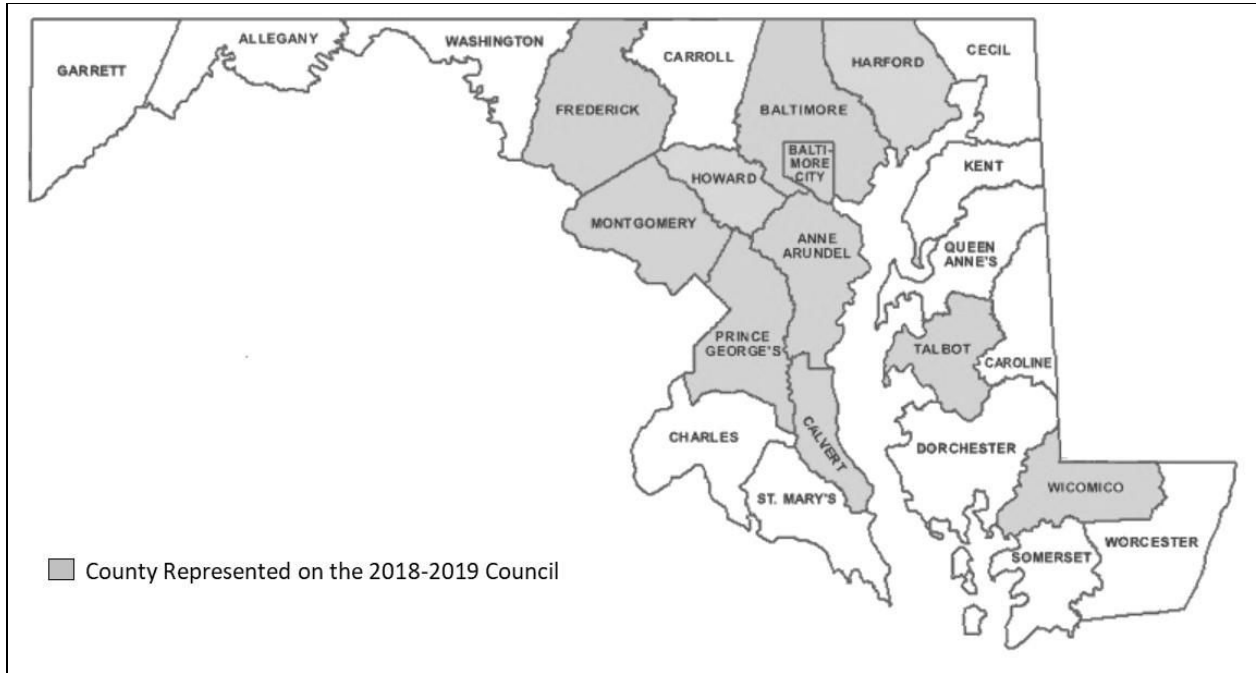 ALLEGANY
WASHINGTON
CARROLL
CECIL
GARRETT
HARFORD
FREDERICK
BALTIMORE
BALTI-
MORE
CITY
KENT
HOWARD
MONTGOMERY
ANNE
ARUNDEL
QUEEN
ANNE'S
PRINCE
GEORGE'S
TALBOT
CAROLINE
CHARLES
CALVERT
DORCHESTER
ST. MARY'S
WICOMICO
WORCESTER
SOMERSET
County Represented on the 2018-2019 Council